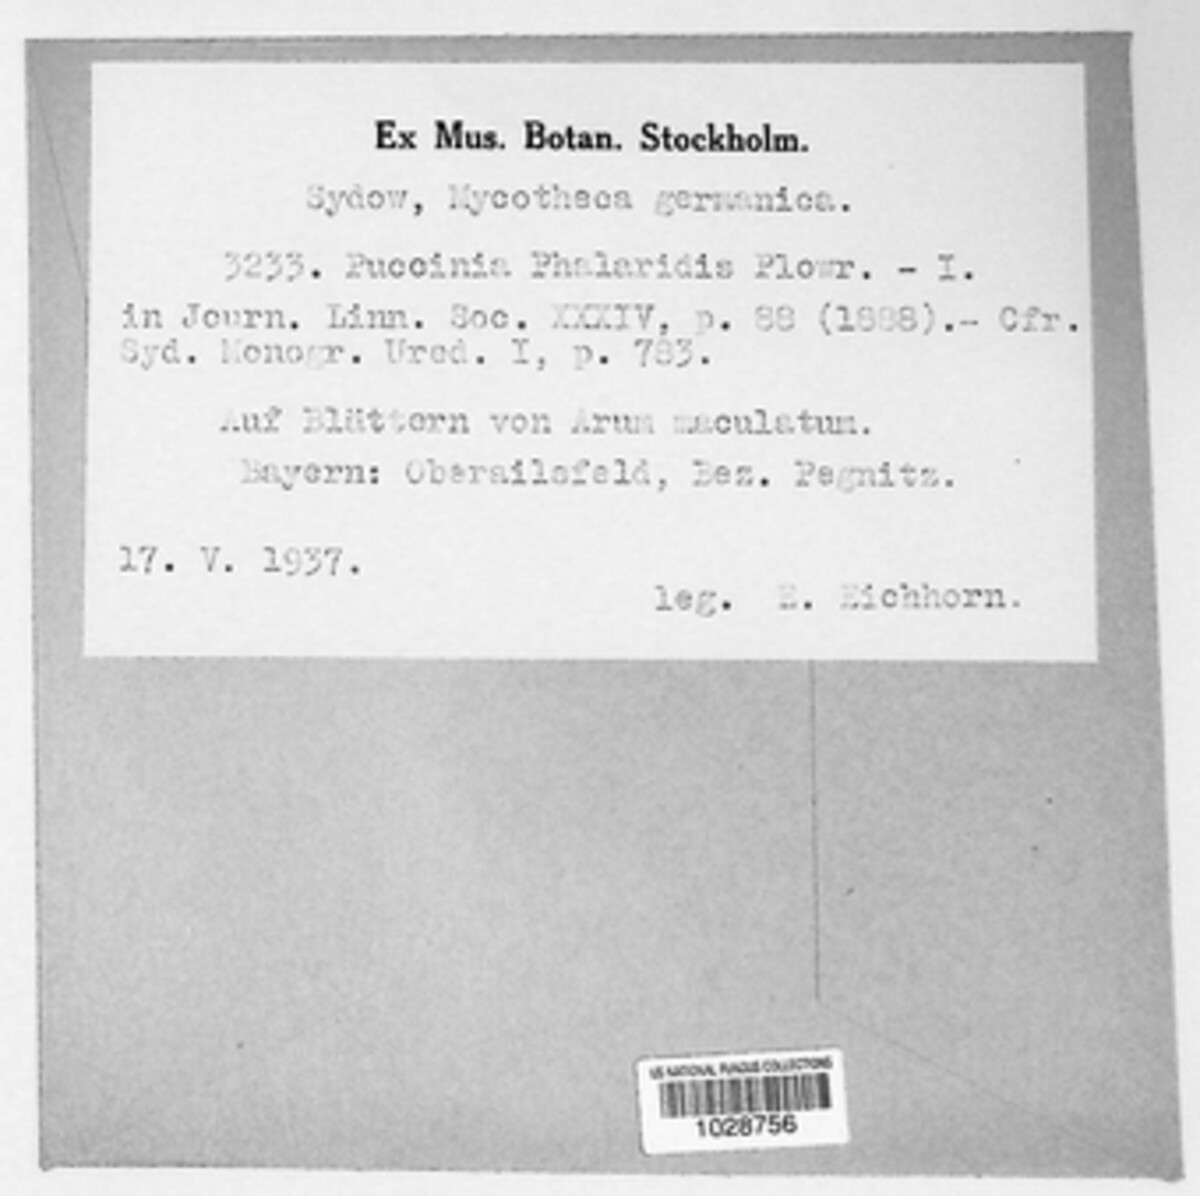 Ex Mus. Botan. Stockholm.
Sydow, Mycotheca germanica.
3233. Puccinia Phalaridis Plowr. - I.
in Journ. Linn. Soc. XXXIV, p. 88 (1888).- Cfr.
Syd. Monogr. Ured. I, p. 783.
Auf Blättern von Arum maculatum.
Bayern: Oberailsfeld, Bez. Pegnitz.
17. V. 1937.
leg. E. Eichhorn.
US NATIONAL FUNGUS COLLECTIONS
1028756